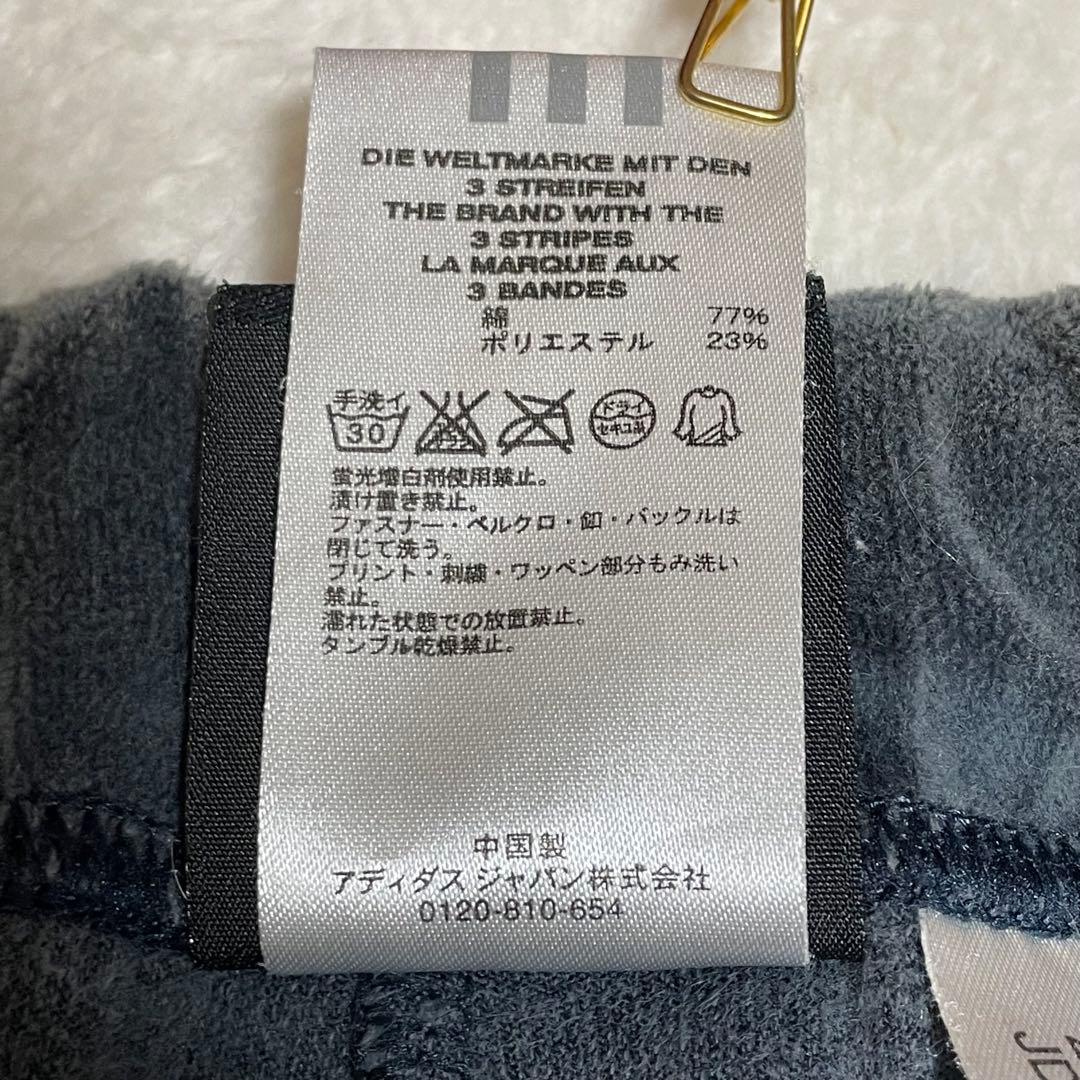 DIE WELTMARKE MIT DEN
3 STREIFEN
THE BRAND WITH THE
3 STRIPES
LA MARQUE AUX
3 BANDES
綿 77%
ポリエステル 23%
手洗イ
30
ドライ
セキユ系
蛍光増白剤使用禁止。
漬け置き禁止。
ファスナー・ベルクロ・釦・バックルは
閉じて洗う。
プリント・刺繍・ワッペン部分もみ洗い
禁止。
濡れた状態での放置禁止。
タンブル乾燥禁止。
中国製
アディダス ジャパン株式会社
0120-810-654